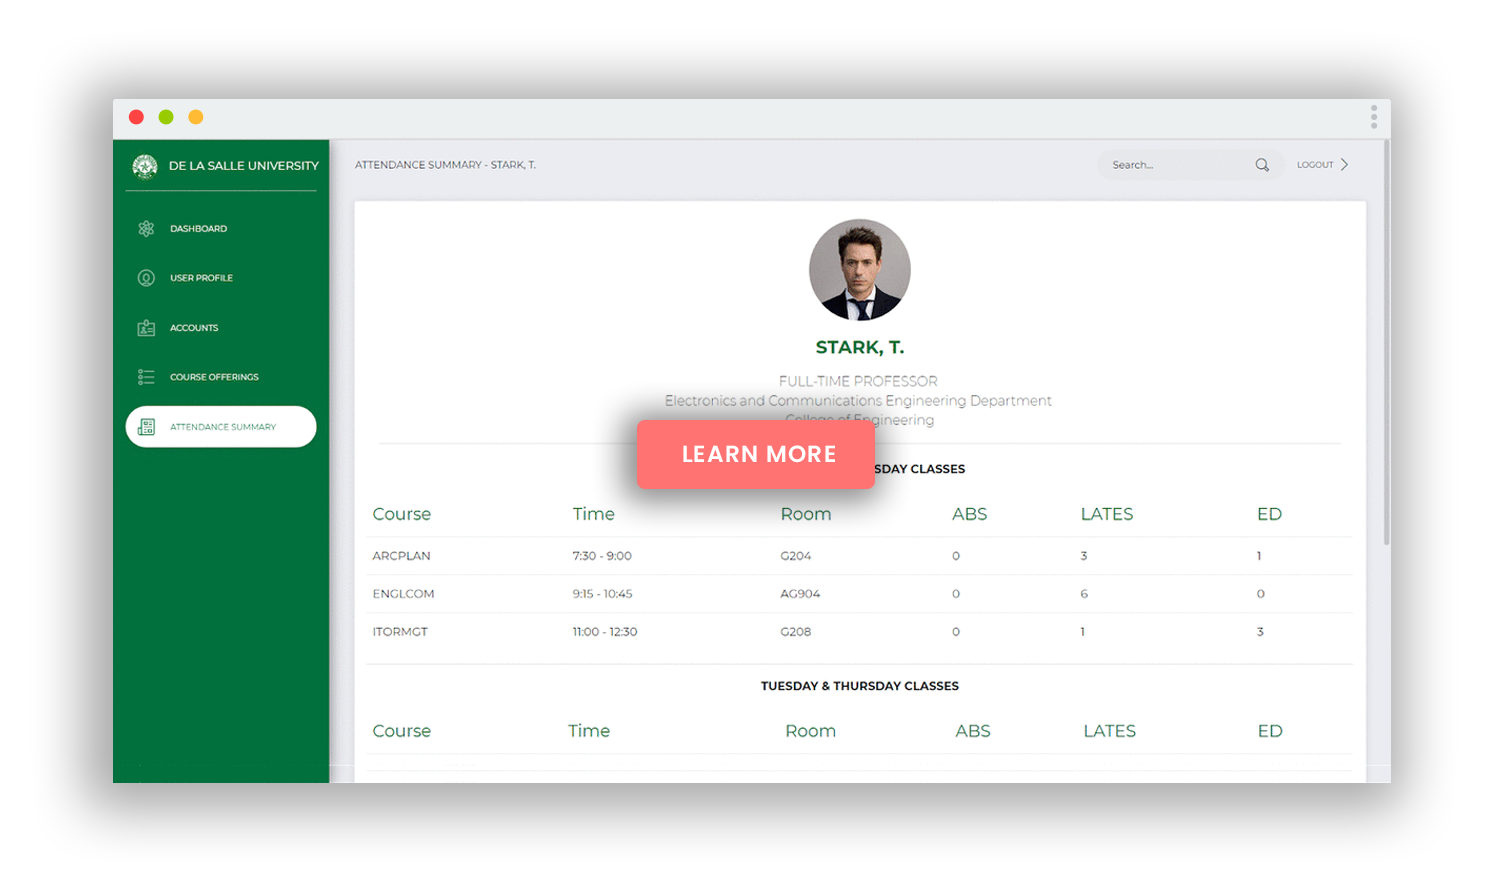 DE LA SALLE UNIVERSITY
ATTENDANCE SUMMARY - STARK, T.
Search...
LOGOUT
DASHBOARD
USER PROFILE
ACCOUNTS
COURSE OFFERINGS
ATTENDANCE SUMMARY
STARK, T.
FULL-TIME PROFESSOR
Electronics and Communications Engineering Department
College of Engineering
LEARN MORE
SDAY CLASSES
Course Time Room ABS LATES ED
ARCPLAN 7:30 - 9:00 G204 0 3 1
ENGLCOM 9:15 - 10:45 AG904 0 6 0
ITORMGT 11:00 - 12:30 G208 0 1 3
TUESDAY & THURSDAY CLASSES
Course Time Room ABS LATES ED